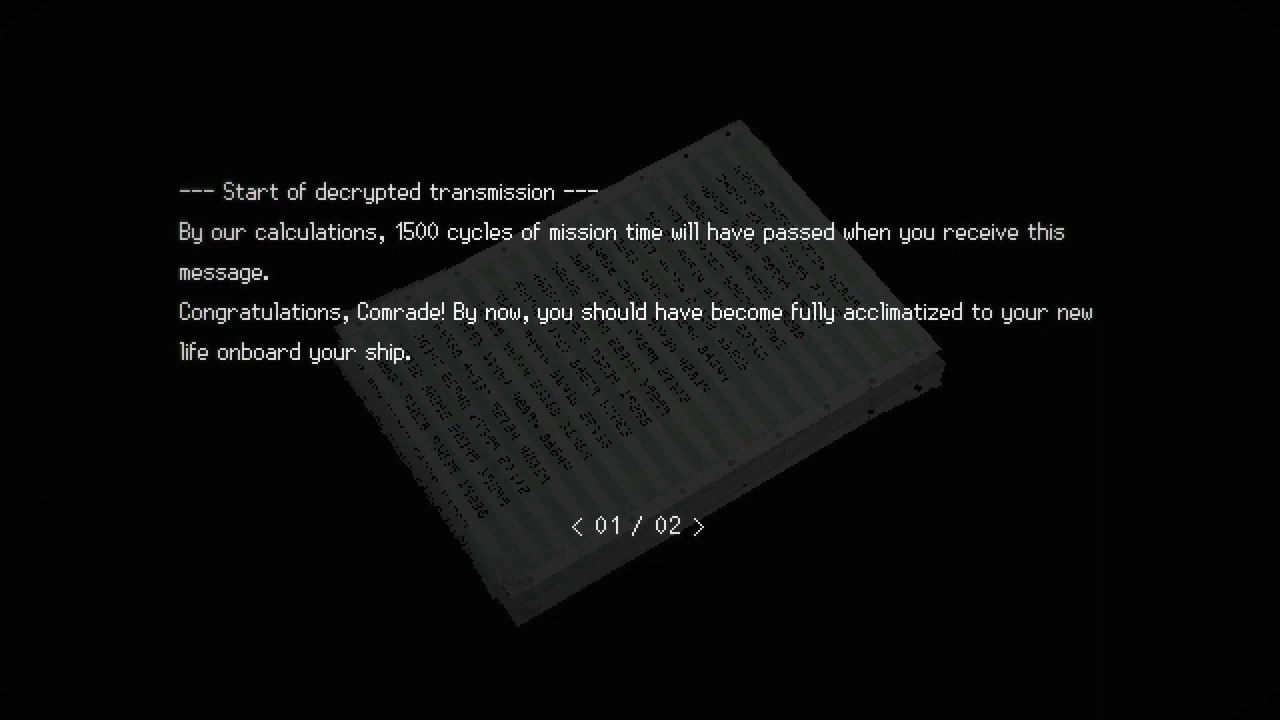 --- Start of decrypted transmission ---
By our calculations, 1500 cycles of mission time will have passed when you receive this
message.
Congratulations, Comrade! By now, you should have become fully acclimatized to your new
life onboard your ship.
< 01 / 02 >